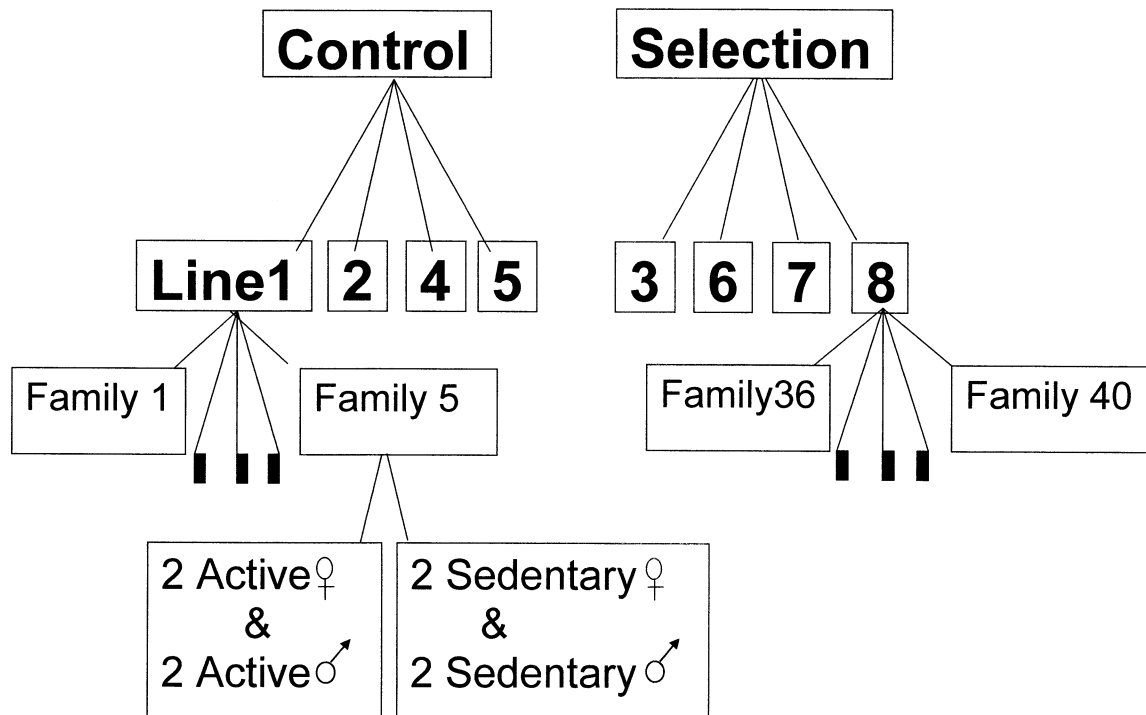 Control
Selection
Line1
2
4
5
3
6
7
8
Family 1
Family 5
Family36
Family 40
2 Active♀
&
2 Active♂
2 Sedentary♀
&
2 Sedentary♂